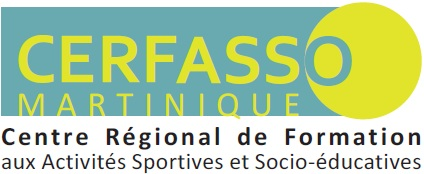 CERFASSO
MARTINIQUE
Centre Régional de Formation
aux Activités Sportives et Socio-éducatives